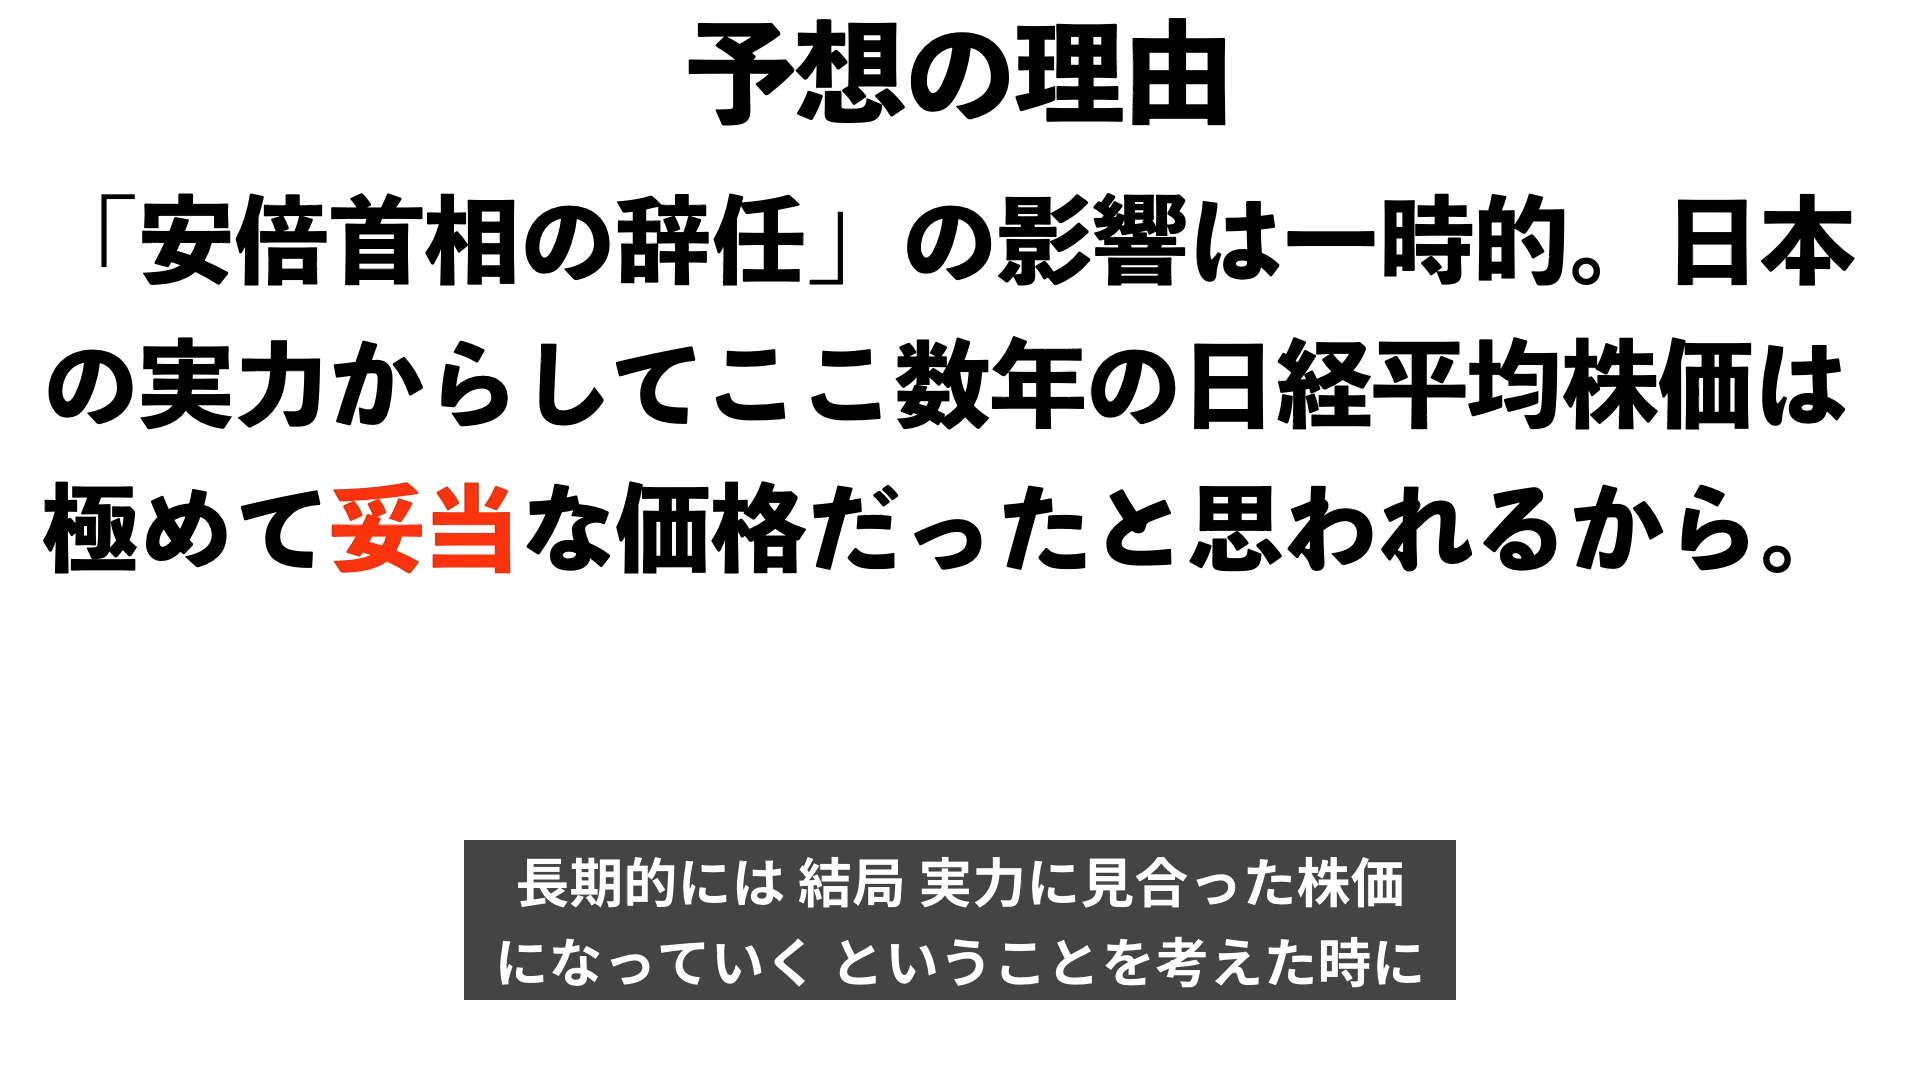 予想の理由
「安倍首相の辞任」の影響は一時的。日本
の実力からしてここ数年の日経平均株価は
極めて妥当な価格だったと思われるから。
長期的には 結局 実力に見合った株価
になっていく ということを考えた時に